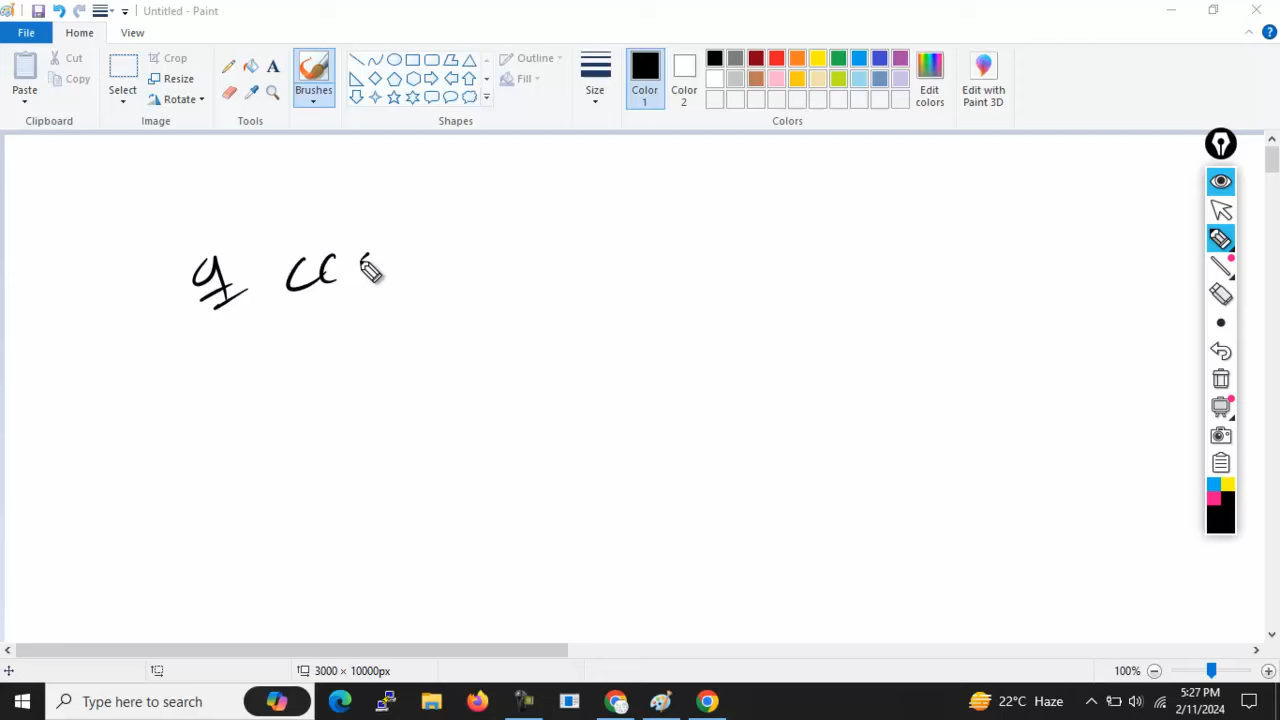 Untitled - Paint
File Home View
Paste
Cut
Copy
Clipboard
Select
Crop
Resize
Rotate
Image
A
Tools
Brushes
Outline
Fill
Shapes
Size
Color 1
Color 2
Edit colors
Edit with Paint 3D
Colors
3000 × 10000px
100%
Type here to search
22°C Haze
5:27 PM
2/11/2024